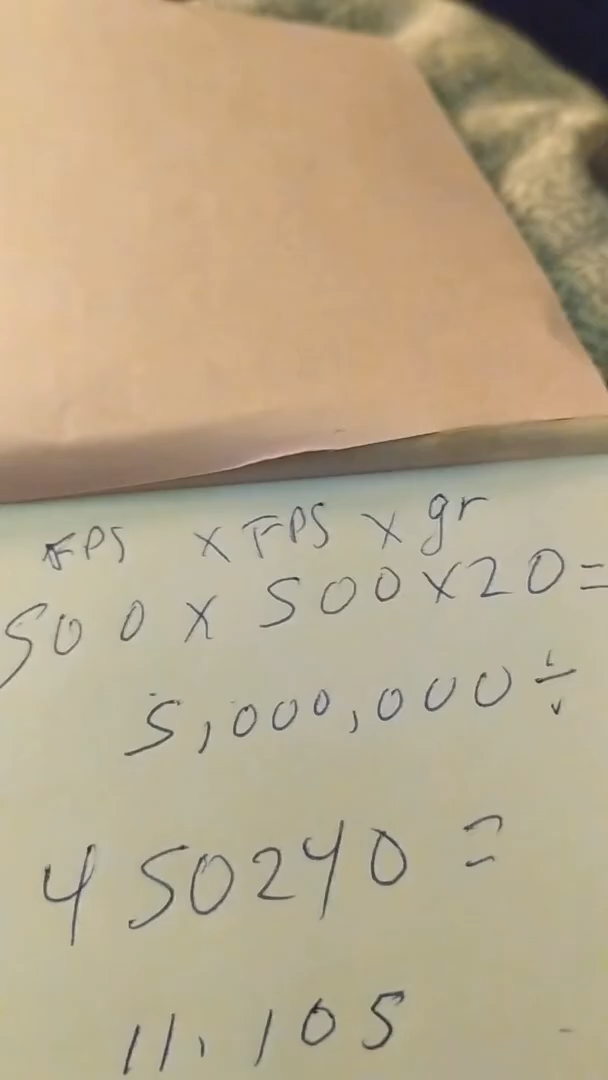 FPS x FPS x gr
500 x 500 x 20 =
5,000,000 ÷
450240 =
11.105